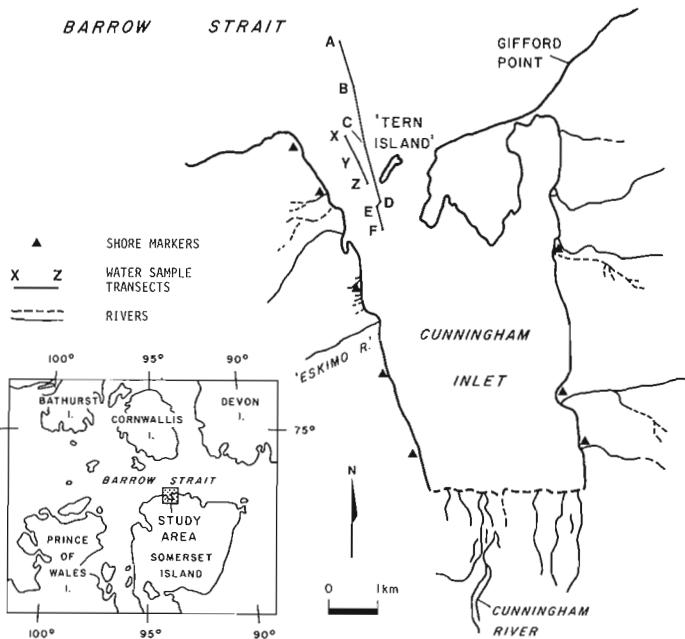 BARROW STRAIT
GIFFORD
POINT
A
B
C
X
'TERN
ISLAND'
Y
Z
D
E
F
SHORE MARKERS
X Z
WATER SAMPLE
TRANSECTS
RIVERS
'ESKIMO R.'
CUNNINGHAM
INLET
100° 95° 90°
BATHURST
I.
CORNWALLIS
I.
DEVON
I.
75°
BARROW STRAIT
STUDY
AREA
PRINCE
OF
WALES
I.
SOMERSET
ISLAND
100° 95° 90°
N
0 1km
CUNNINGHAM
RIVER